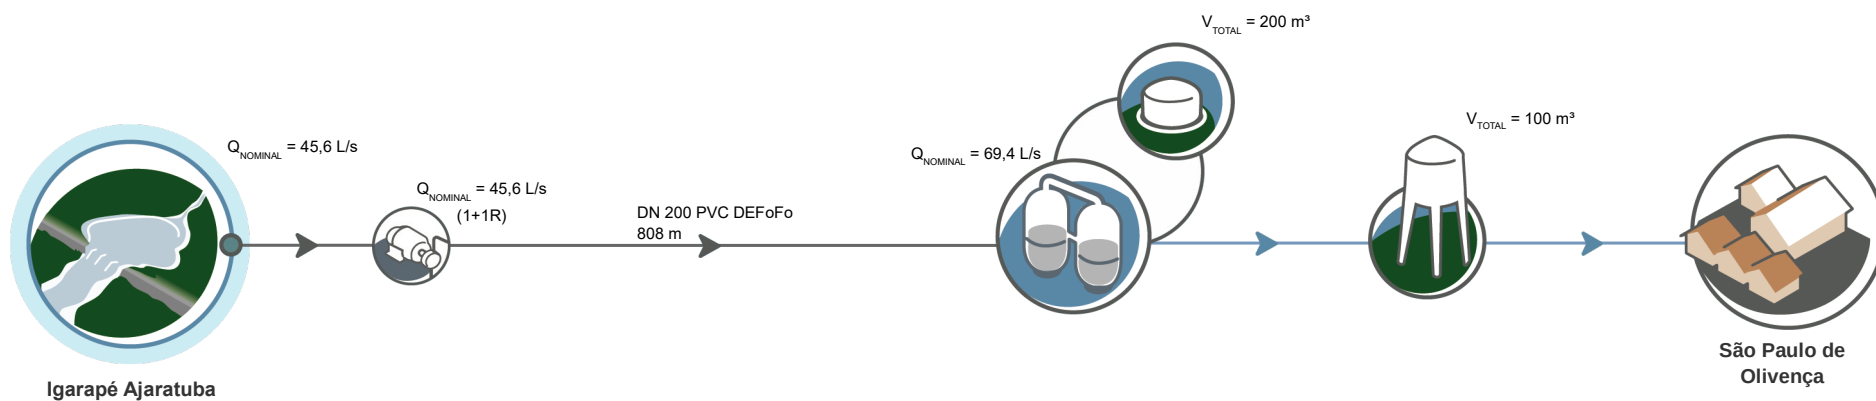 V TOTAL = 200 m³
V TOTAL = 100 m³
Q NOMINAL = 45,6 L/s
Q NOMINAL = 69,4 L/s
Q NOMINAL = 45,6 L/s
(1+1R)
DN 200 PVC DEFoFo
808 m
São Paulo de
Olivença
Igarapé Ajaratuba